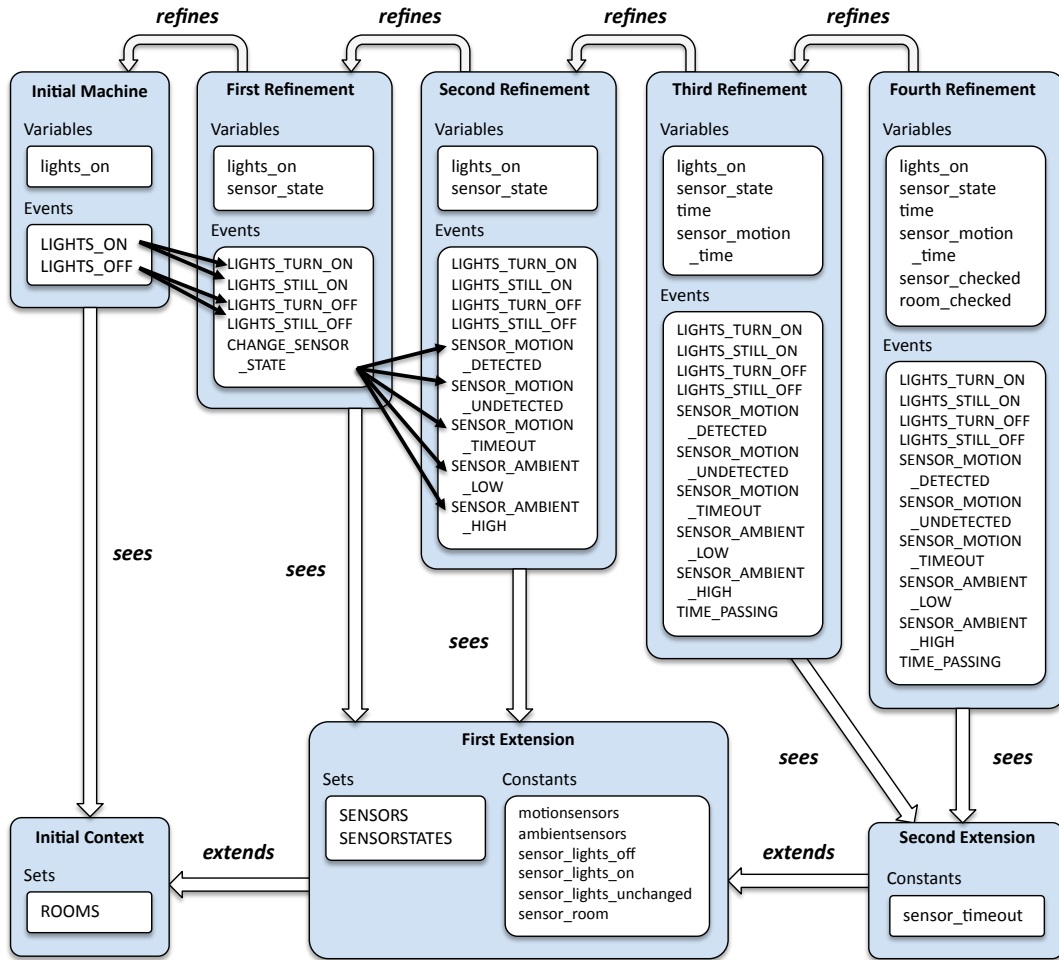 refines
refines
refines
refines
Initial Machine
Variables
lights_on
Events
LIGHTS_ON
LIGHTS_OFF
First Refinement
Variables
lights_on
sensor_state
Events
LIGHTS_TURN_ON
LIGHTS_STILL_ON
LIGHTS_TURN_OFF
LIGHTS_STILL_OFF
CHANGE_SENSOR
_STATE
Second Refinement
Variables
lights_on
sensor_state
Events
LIGHTS_TURN_ON
LIGHTS_STILL_ON
LIGHTS_TURN_OFF
LIGHTS_STILL_OFF
SENSOR_MOTION
_DETECTED
SENSOR_MOTION
_UNDETECTED
SENSOR_MOTION
_TIMEOUT
SENSOR_AMBIENT
_LOW
SENSOR_AMBIENT
_HIGH
Third Refinement
Variables
lights_on
sensor_state
time
sensor_motion
_time
Events
LIGHTS_TURN_ON
LIGHTS_STILL_ON
LIGHTS_TURN_OFF
LIGHTS_STILL_OFF
SENSOR_MOTION
_DETECTED
SENSOR_MOTION
_UNDETECTED
SENSOR_MOTION
_TIMEOUT
SENSOR_AMBIENT
_LOW
SENSOR_AMBIENT
_HIGH
TIME_PASSING
Fourth Refinement
Variables
lights_on
sensor_state
time
sensor_motion
_time
sensor_checked
room_checked
Events
LIGHTS_TURN_ON
LIGHTS_STILL_ON
LIGHTS_TURN_OFF
LIGHTS_STILL_OFF
SENSOR_MOTION
_DETECTED
SENSOR_MOTION
_UNDETECTED
SENSOR_MOTION
_TIMEOUT
SENSOR_AMBIENT
_LOW
SENSOR_AMBIENT
_HIGH
TIME_PASSING
sees
sees
sees
sees
sees
Initial Context
Sets
ROOMS
extends
First Extension
Sets
SENSORS
SENSORSTATES
Constants
motionsensors
ambientsensors
sensor_lights_off
sensor_lights_on
sensor_lights_unchanged
sensor_room
extends
Second Extension
Constants
sensor_timeout